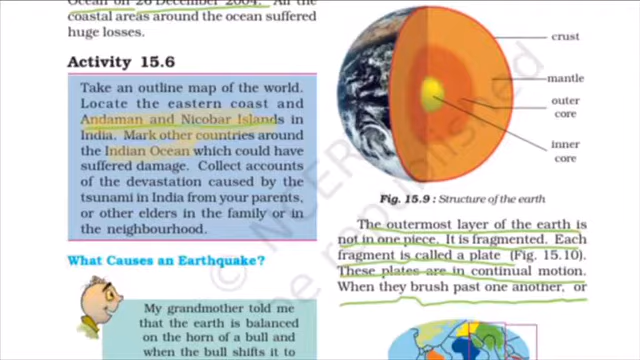 Ocean on 26 December 2004. All the
coastal areas around the ocean suffered
huge losses.
Activity 15.6
Take an outline map of the world.
Locate the eastern coast and
Andaman and Nicobar Islands in
India. Mark other countries around
the Indian Ocean which could have
suffered damage. Collect accounts
of the devastation caused by the
tsunami in India from your parents,
or other elders in the family or in
the neighbourhood.
What Causes an Earthquake?
My grandmother told me
that the earth is balanced
on the horn of a bull and
when the bull shifts it to
crust
mantle
outer
core
inner
core
Fig. 15.9 : Structure of the earth
The outermost layer of the earth is
not in one piece. It is fragmented. Each
fragment is called a plate (Fig. 15.10).
These plates are in continual motion.
When they brush past one another, or
© NCER
be republished